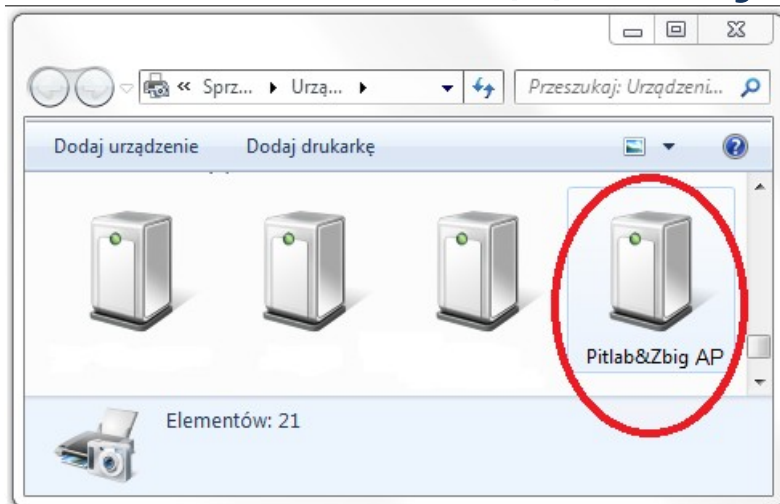 « Sprz... Urzą...
Przeszukaj: Urządzeni...
Dodaj urządzenie Dodaj drukarkę
Pitlab&Zbig AP
Elementów: 21